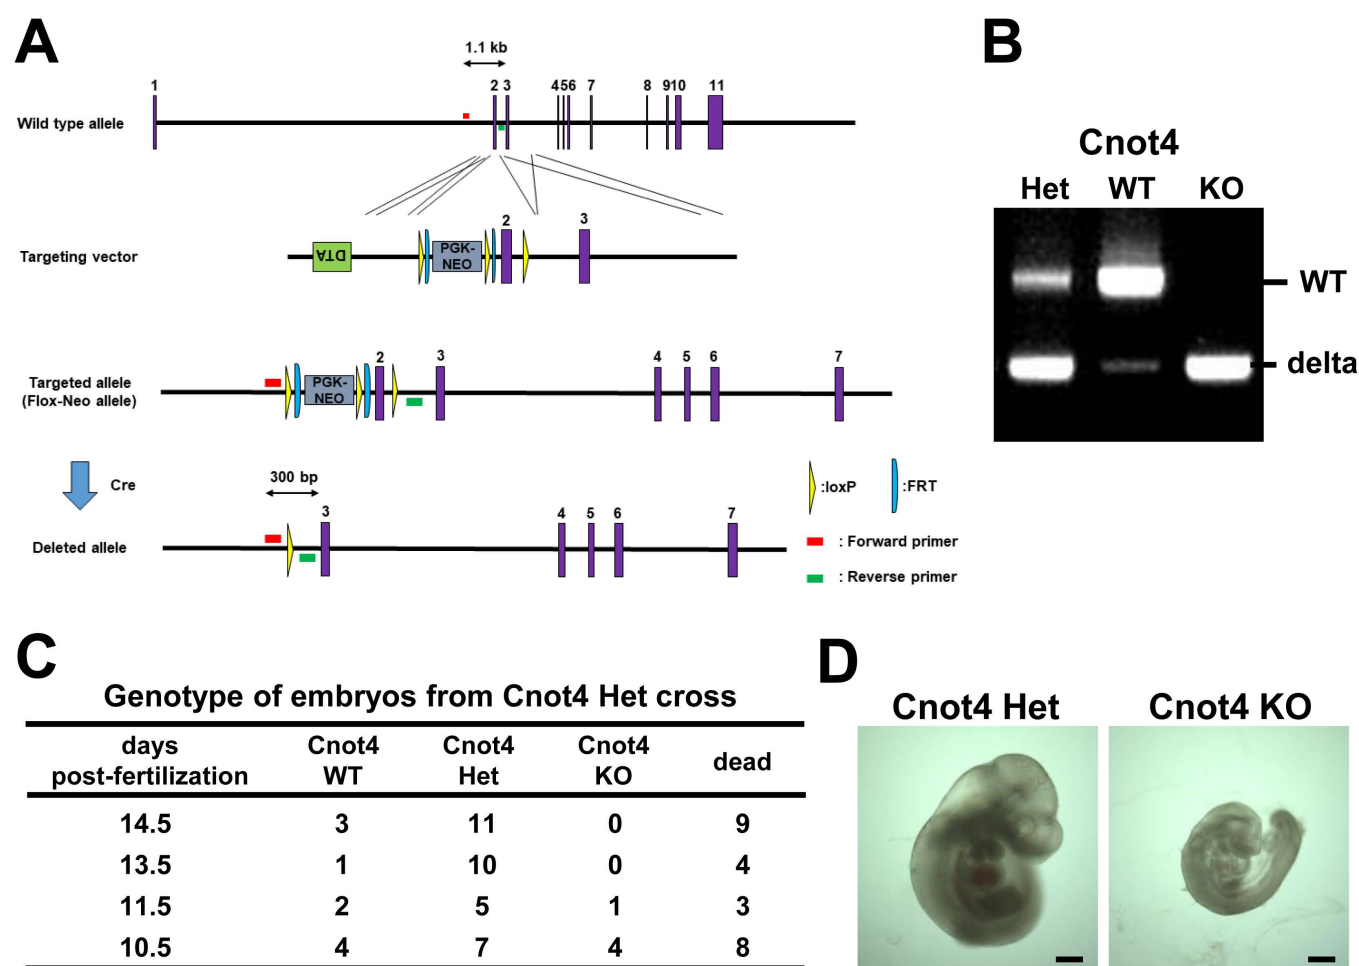 A
1.1 kb
1 2 3 4 5 6 7 8 9 10 11
Wild type allele
Targeting vector
DTA
PGK-
NEO
2
3
Targeted allele
(Flox-Neo allele)
PGK-
NEO
2 3 4 5 6 7
Cre
300 bp
Deleted allele
3 4 5 6 7
:loxP
:FRT
: Forward primer
: Reverse primer
B
Cnot4
Het WT KO
WT
delta
C
Genotype of embryos from Cnot4 Het cross
days
post-fertilization
Cnot4
WT
Cnot4
Het
Cnot4
KO
dead
14.5 3 11 0 9
13.5 1 10 0 4
11.5 2 5 1 3
10.5 4 7 4 8
D
Cnot4 Het
Cnot4 KO